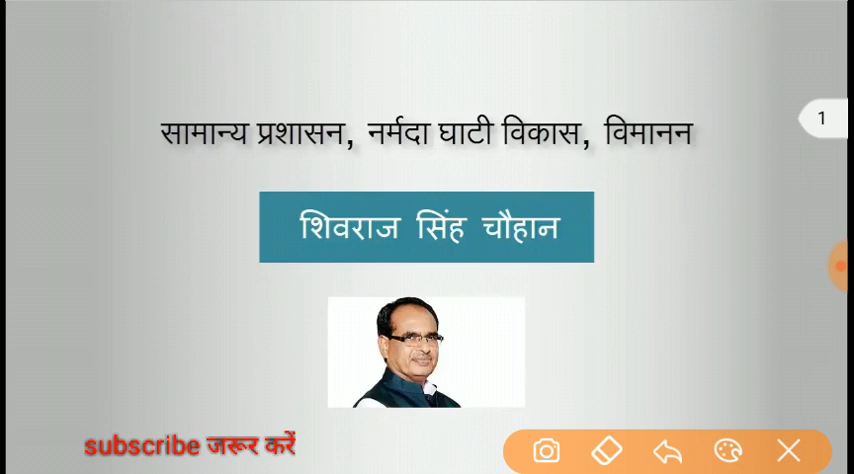 सामान्य प्रशासन, नर्मदा घाटी विकास, विमानन
1
शिवराज सिंह चौहान
subscribe जरूर करें